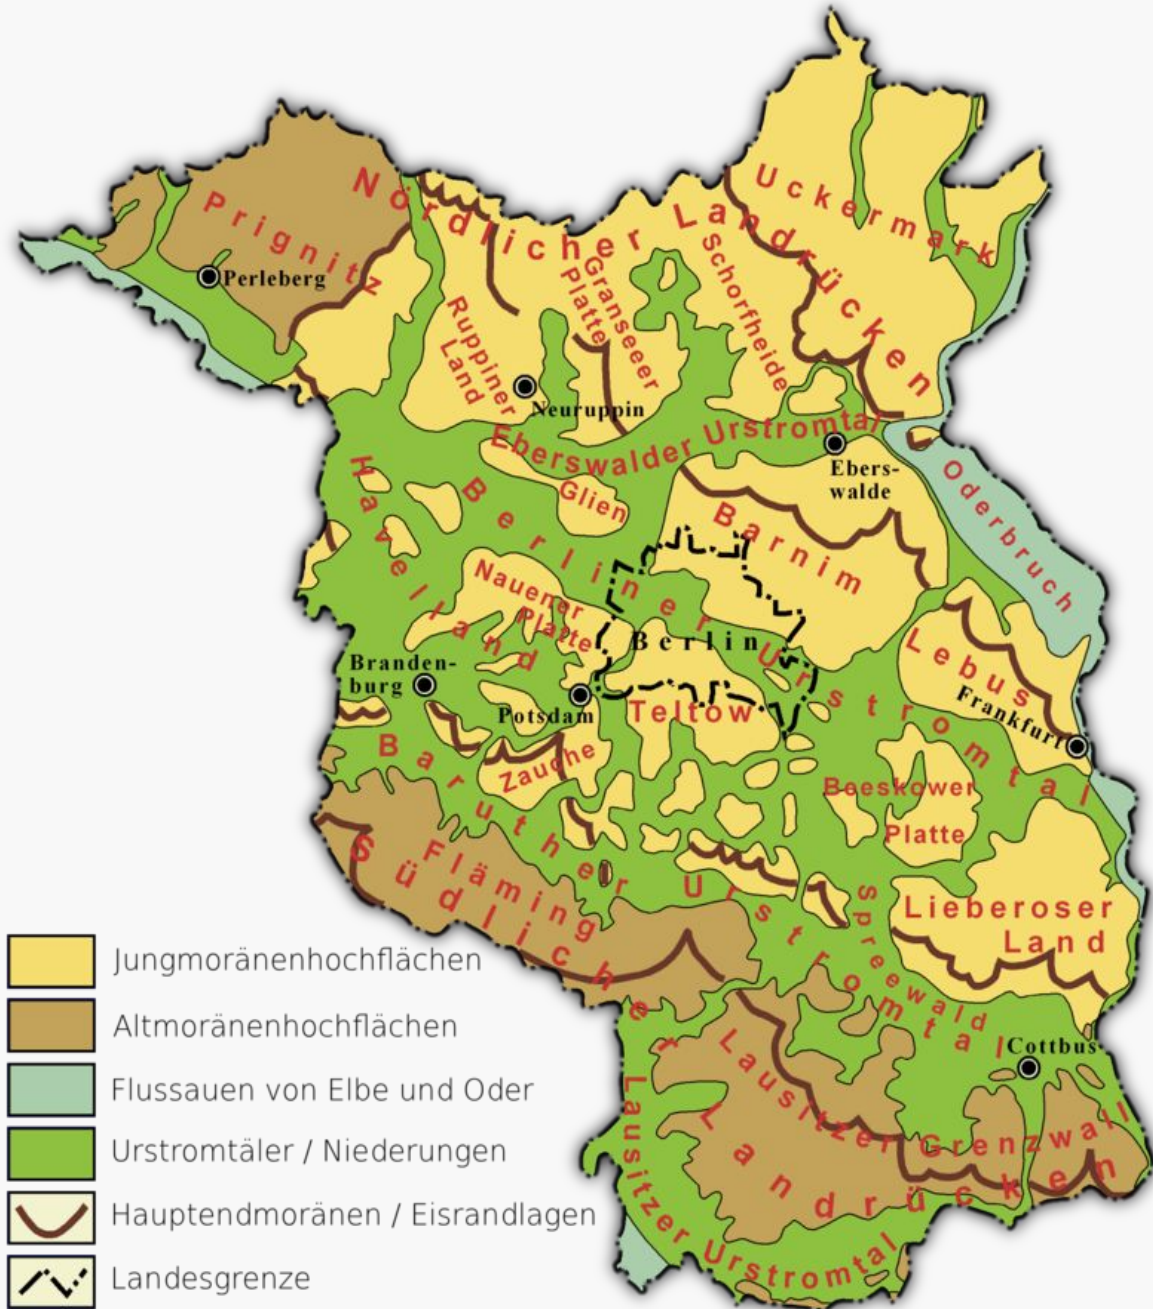 Uckermark
Nördlicher Landrücken
Prignitz
Perleberg
Schorfheide
Granseeer
Platte
Ruppiner
Land
Neuruppin
Eberswalder Urstromtal
Ebers-
walde
Oderbruch
Havelland
Berliner Urstromtal
Glien
Barnim
Nauener
Platte
Berlin
Lebus
Branden-
burg
Potsdam
Teltow
Frankfurt
Zauche
Baruther Urstromtal
Beeskower
Platte
Fläming
Südlicher Landrücken
Spreewald
Lieberoser
Land
Cottbus
Lausitzer Grenzwall
Lausitzer Urstromtal
Jungmoränenhochflächen
Altmoränenhochflächen
Flussauen von Elbe und Oder
Urstromtäler / Niederungen
Hauptendmoränen / Eisrandlagen
Landesgrenze